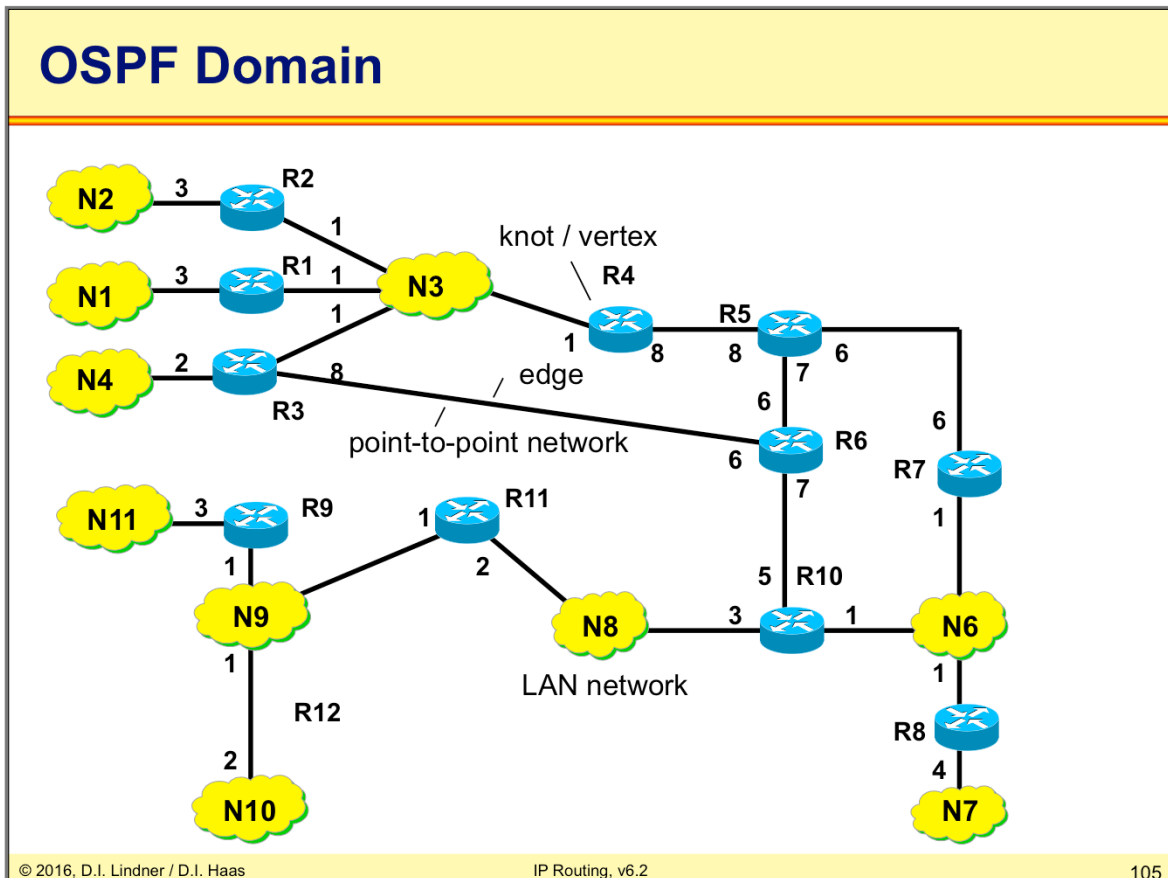 OSPF Domain
N2
3
R2
1
knot / vertex
R4
N1
3
R1
1
N3
1
1
8
R5
8
6
7
N4
2
R3
8
edge
point-to-point network
6
6
R6
7
6
R7
1
N11
3
R9
1
R11
1
2
5
R10
N9
1
N8
3
1
N6
1
LAN network
R12
2
N10
R8
4
N7
© 2016, D.I. Lindner / D.I. Haas
IP Routing, v6.2
105